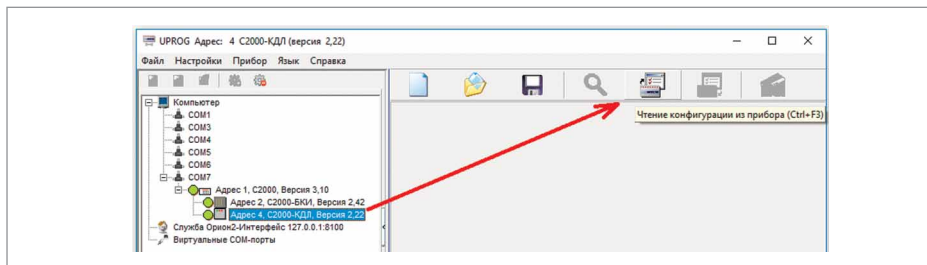 UPROG Адрес: 4 С2000-КДЛ (версия 2,22)
Файл Настройки Прибор Язык Справка
Компьютер
COM1
COM3
COM4
COM5
COM6
COM7
Адрес 1, С2000, Версия 3,10
Адрес 2, С2000-БКИ, Версия 2,42
Адрес 4, С2000-КДЛ, Версия 2,22
Служба Орион2-Интерфейс 127.0.0.1:8100
Виртуальные COM-порты
Чтение конфигурации из прибора (Ctrl+F3)